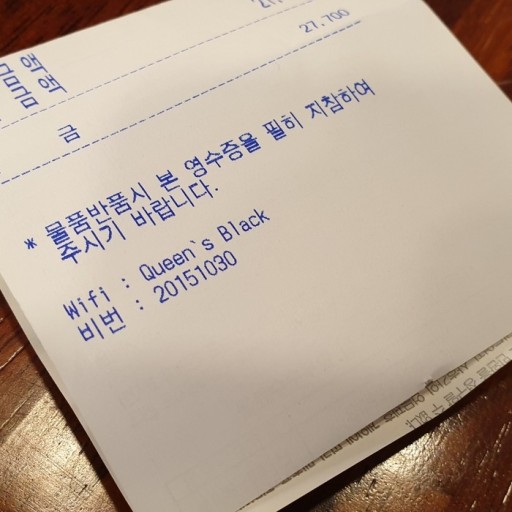 금액
금액
27,700
금
* 물품반품시 본 영수증을 필히 지참하여
주시기 바랍니다.
Wifi : Queen`s Black
비번 : 20151030